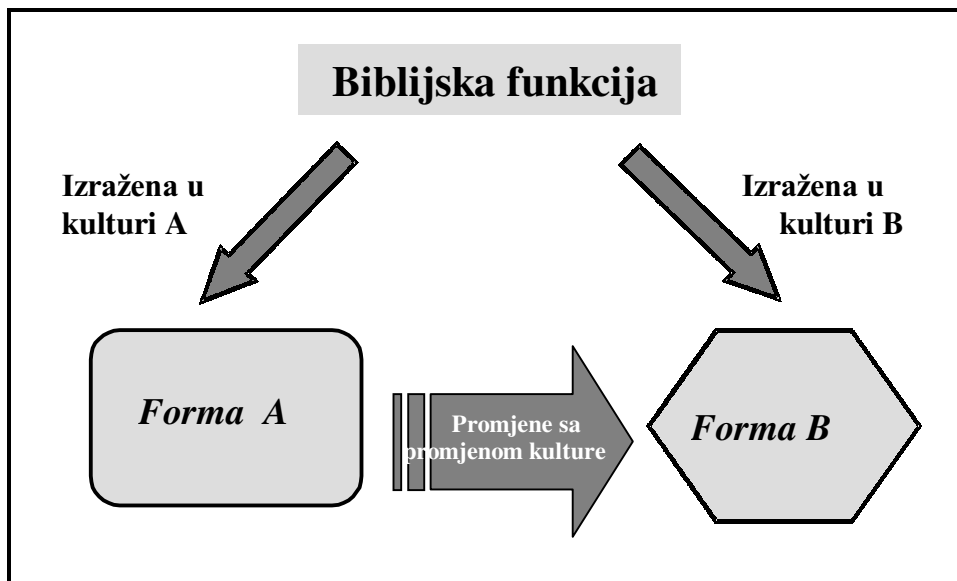 Biblijska funkcija
Izražena u
kulturi A
Izražena u
kulturi B
Forma A
Promjene sa
promjenom kulture
Forma B